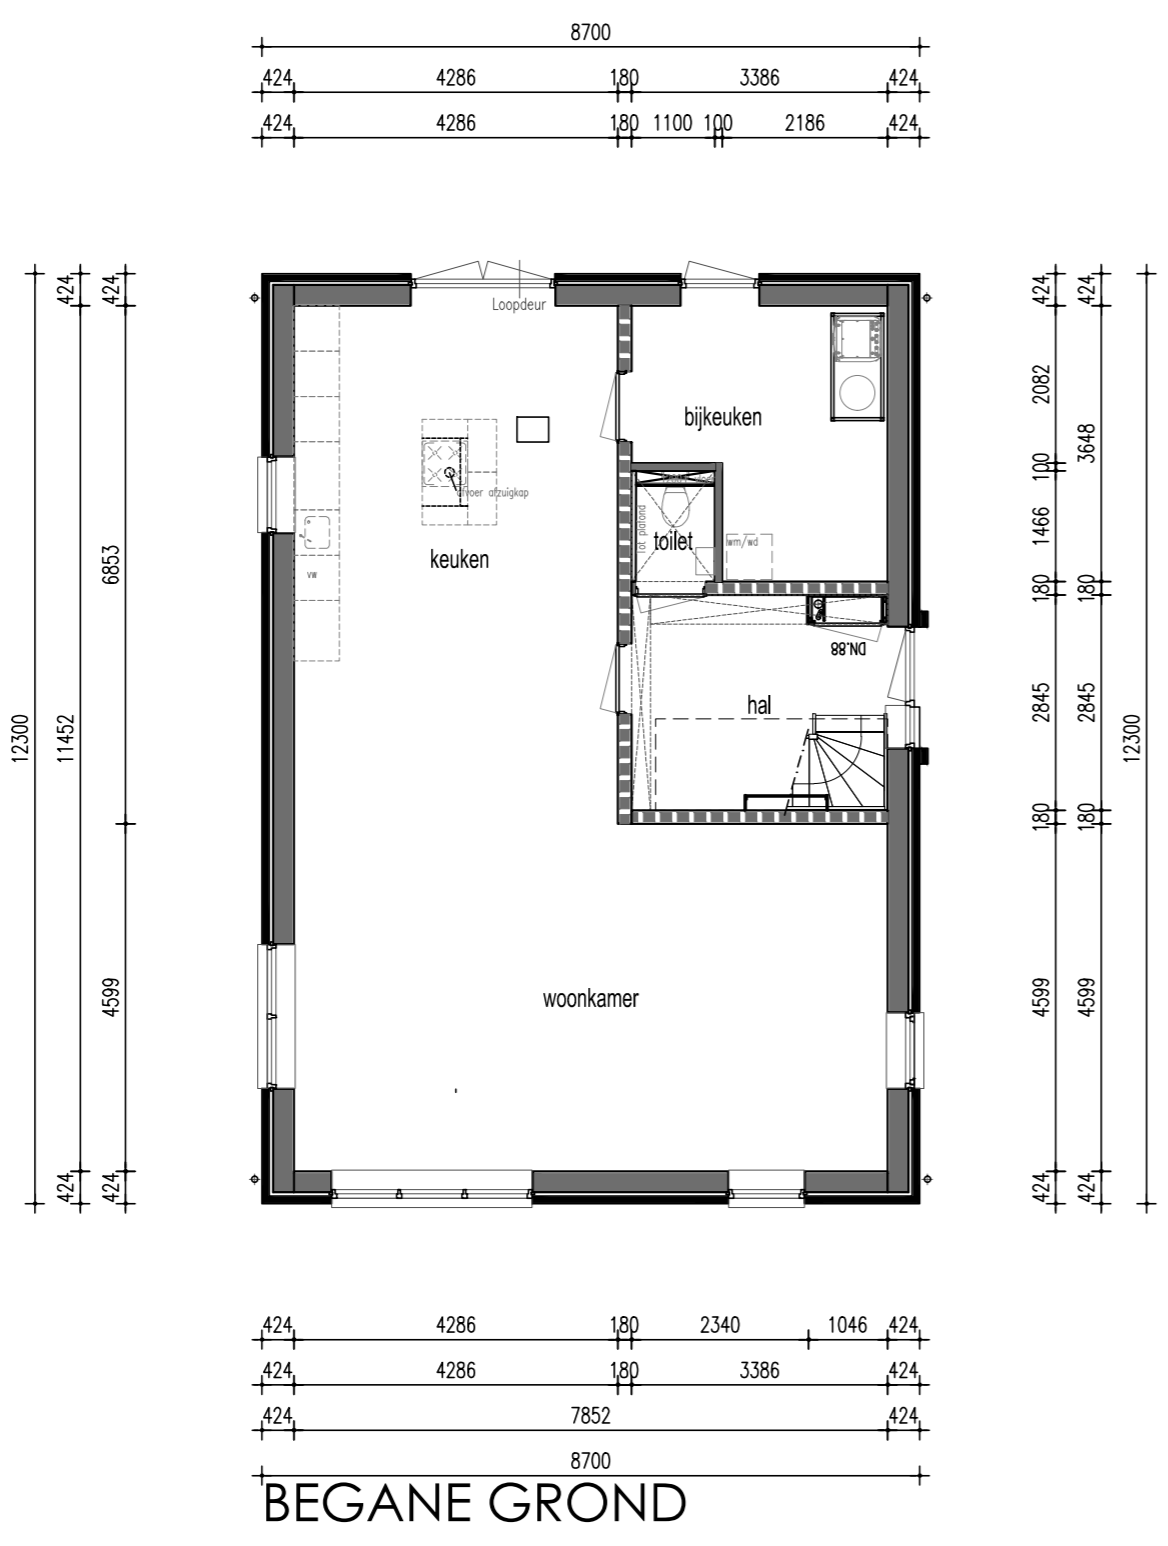 8700
424 4286 180 3386 424
424 4286 180 1100 100 2186 424
12300
424 11452 424
424 6853 4599 424
Loopdeur
bijkeuken
afvoer afzuigkap
keuken
vw
toilet
wm/wd
DN.88
hal
woonkamer
424 2082 100 1466 180 2845 180 4599 424
424 3648 180 2845 180 4599 424
12300
424 4286 180 2340 1046 424
424 4286 180 3386 424
424 7852 424
8700
BEGANE GROND